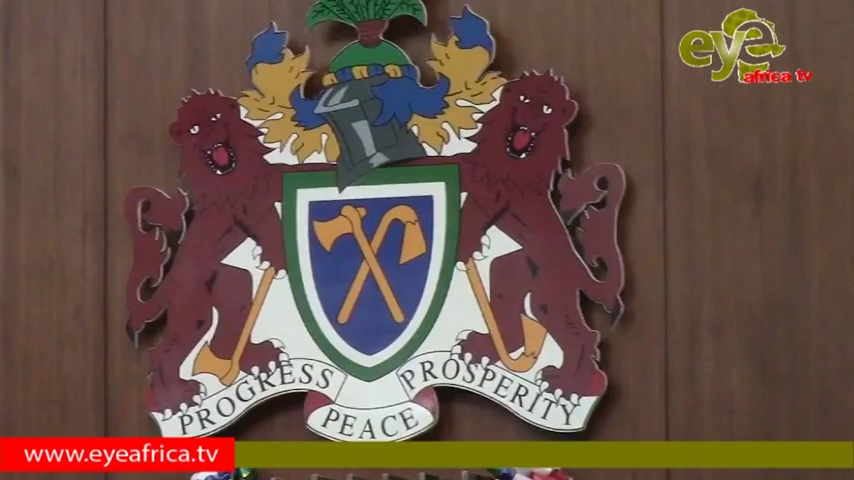 eye
africa tv
PROGRESS
PEACE
PROSPERITY
www.eyeafrica.tv